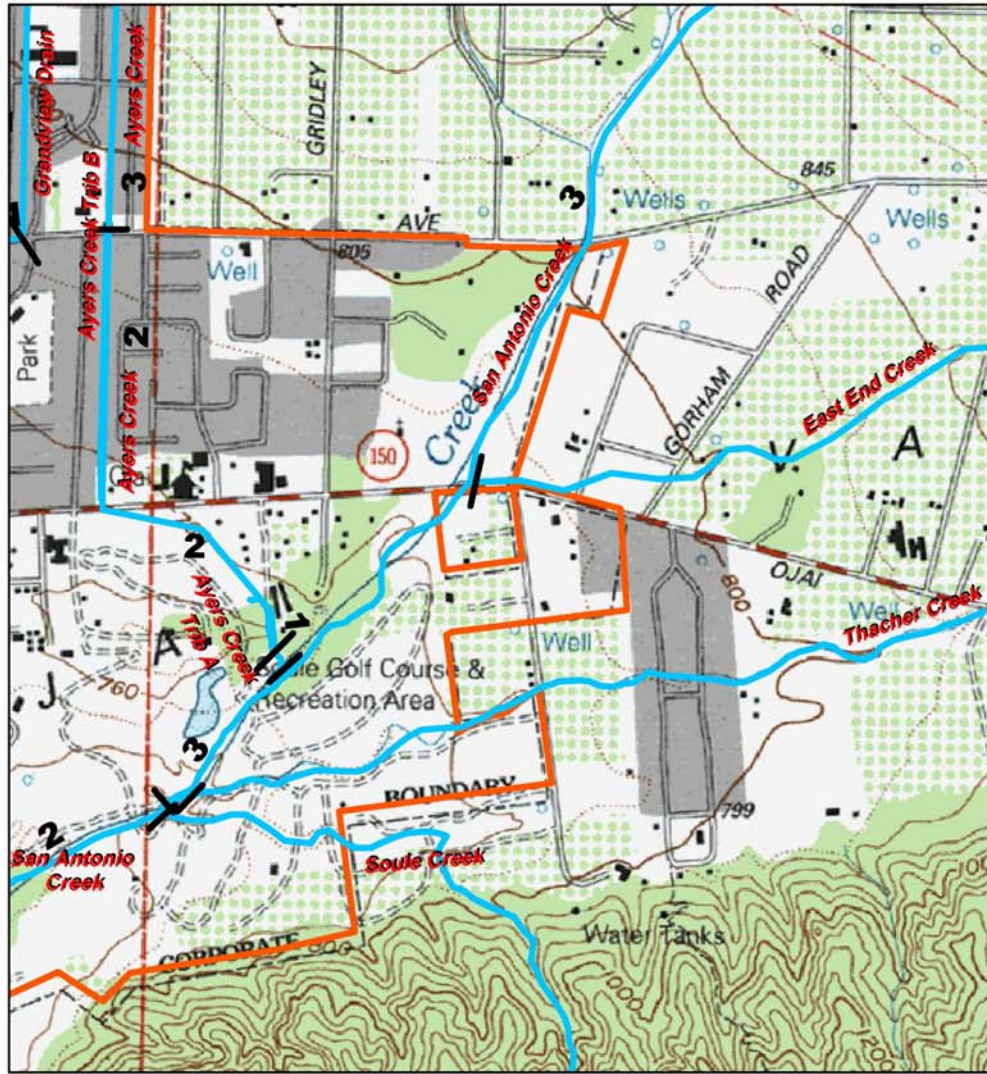 Grandview Drain
Ayers Creek Trib B
Ayers Creek
3
GRIDLEY
3
Wells
845
Wells
AVE
805
Well
Park
2
ROAD
GORHAM
San Antonio Creek
Creek
150
East End Creek
V.
A
Ayers Creek
2
OJAI
800
Well
Thacher Creek
Ayers Creek
Trib A
1
A
J
760
Golf Course &
Recreation Area
Well
3
BOUNDARY
799
2
San Antonio
Creek
Soule Creek
CORPORATE
800
Water Tanks
1000